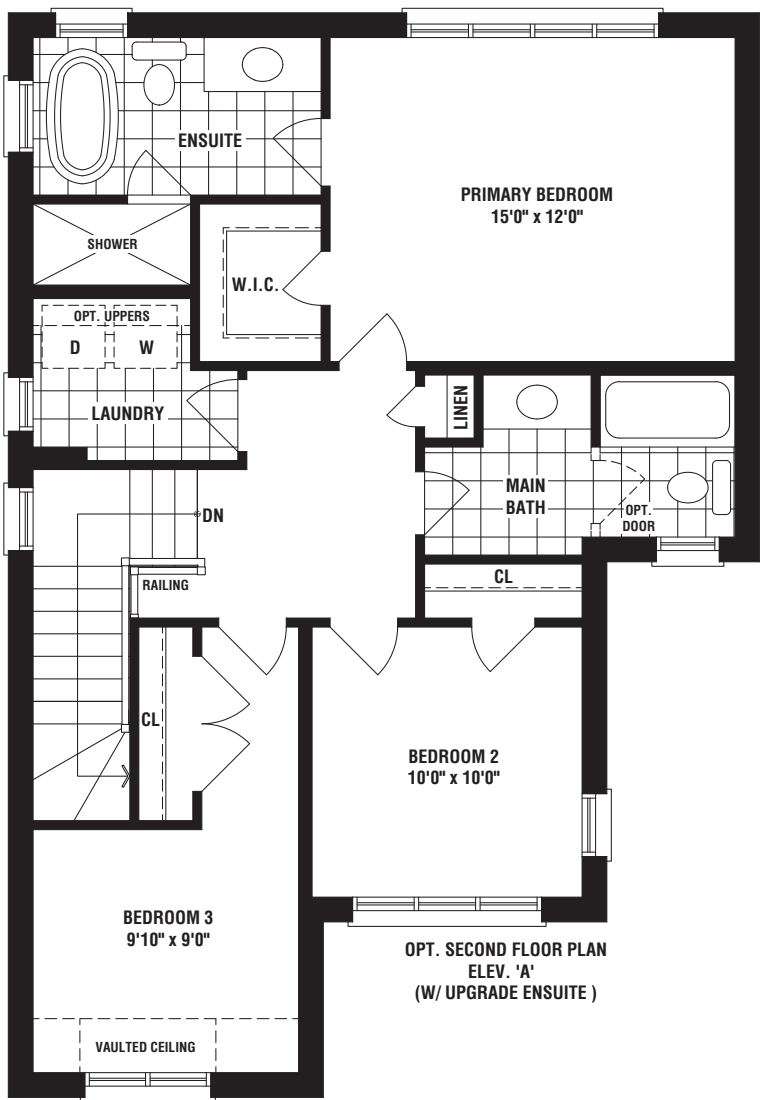 ENSUITE
PRIMARY BEDROOM
15'0" x 12'0"
SHOWER
W.I.C.
OPT. UPPERS
D
W
LAUNDRY
LINEN
MAIN
BATH
OPT.
DOOR
DN
RAILING
CL
CL
BEDROOM 2
10'0" x 10'0"
BEDROOM 3
9'10" x 9'0"
OPT. SECOND FLOOR PLAN
ELEV. 'A'
(W/ UPGRADE ENSUITE )
VAULTED CEILING